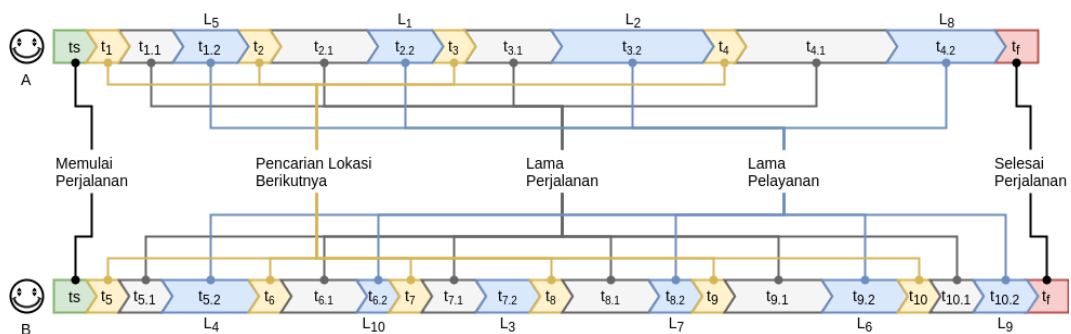 L₅ L₁ L₂ L₈
ts t₁ t₁.₁ t₁.₂ t₂ t₂.₁ t₂.₂ t₃ t₃.₁ t₃.₂ t₄ t₄.₁ t₄.₂ t_f
A
Memulai
Perjalanan
Pencarian Lokasi
Berikutnya
Lama
Perjalanan
Lama
Pelayanan
Selesai
Perjalanan
ts t₅ t₅.₁ t₅.₂ t₆ t₆.₁ t₆.₂ t₇ t₇.₁ t₇.₂ t₈ t₈.₁ t₈.₂ t₉ t₉.₁ t₉.₂ t₁₀ t₁₀.₁ t₁₀.₂ t_f
B
L₄ L₁₀ L₃ L₇ L₆ L₉